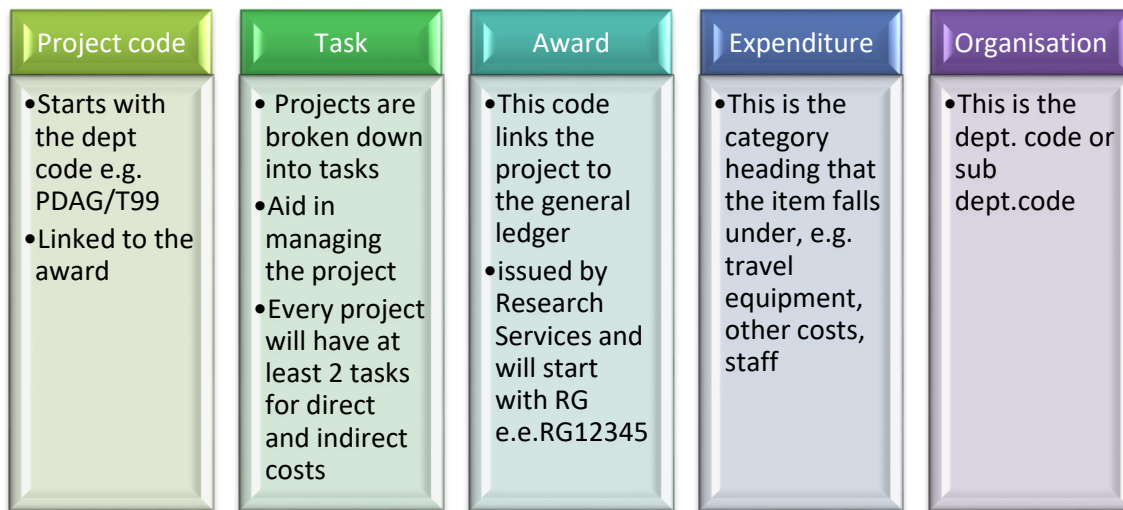 Project code
•Starts with
the dept
code e.g.
PDAG/T99
•Linked to the
award
Task
• Projects are
broken down
into tasks
•Aid in
managing
the project
•Every project
will have at
least 2 tasks
for direct
and indirect
costs
Award
•This code
links the
project to
the general
ledger
•issued by
Research
Services and
will start
with RG
e.e.RG12345
Expenditure
•This is the
category
heading that
the item falls
under, e.g.
travel
equipment,
other costs,
staff
Organisation
•This is the
dept. code or
sub
dept.code